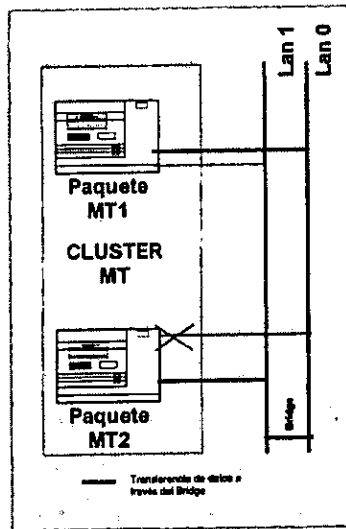 Lan 1
Lan 0
Paquete
MT1
CLUSTER
MT
Paquete
MT2
Bridge
Transferencia de datos a
través del Bridge